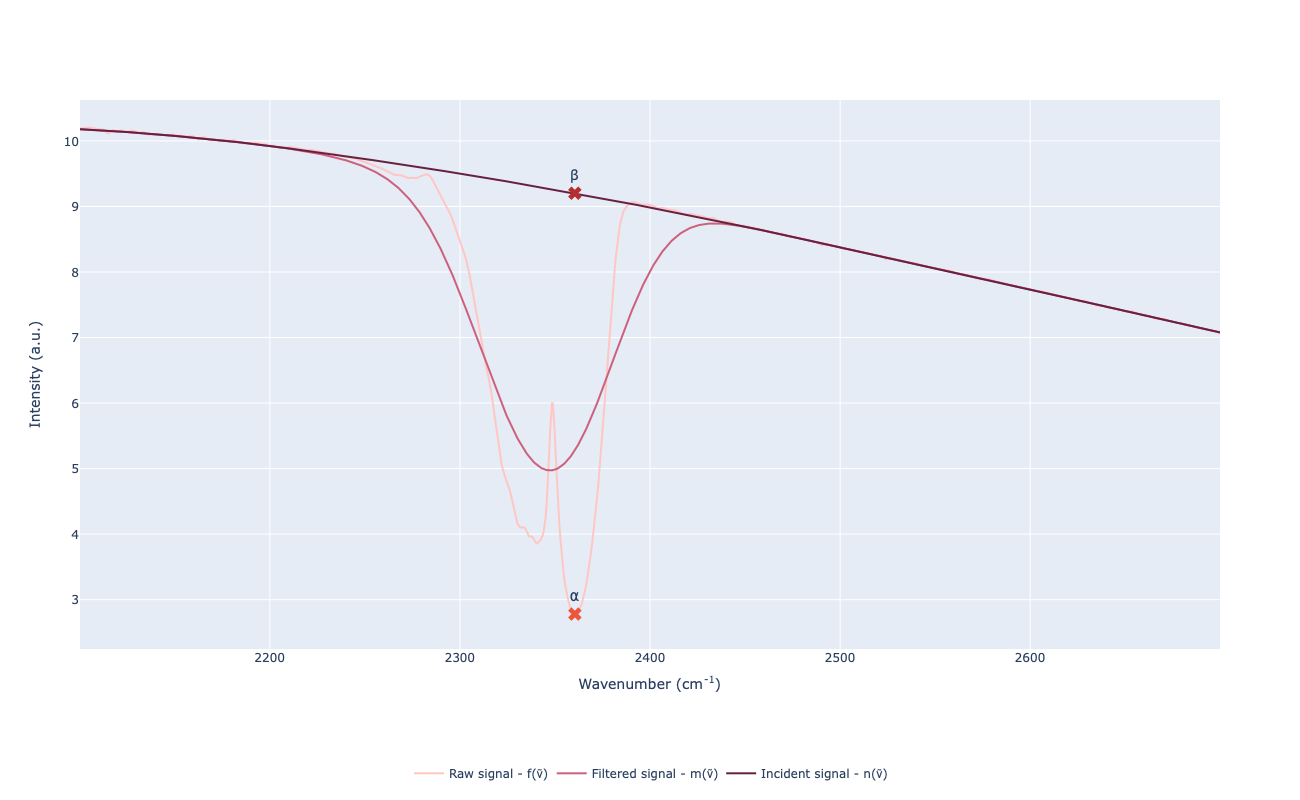 10
9
8
7
6
5
4
3
Intensity (a.u.)
β
α
2200 2300 2400 2500 2600
Wavenumber (cm⁻¹)
Raw signal - f(ṽ) Filtered signal - m(ṽ) Incident signal - n(ṽ)